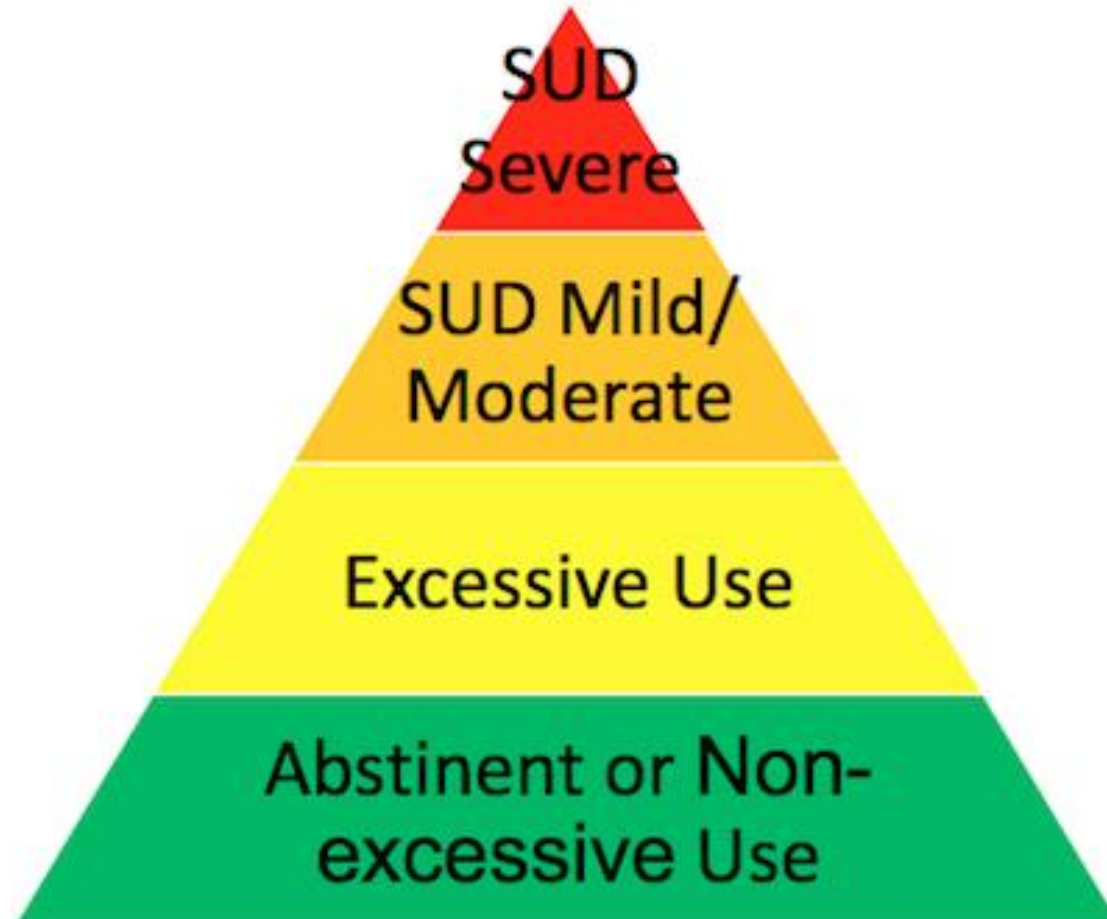 SUD
Severe
SUD Mild/
Moderate
Excessive Use
Abstinent or Non-
excessive Use